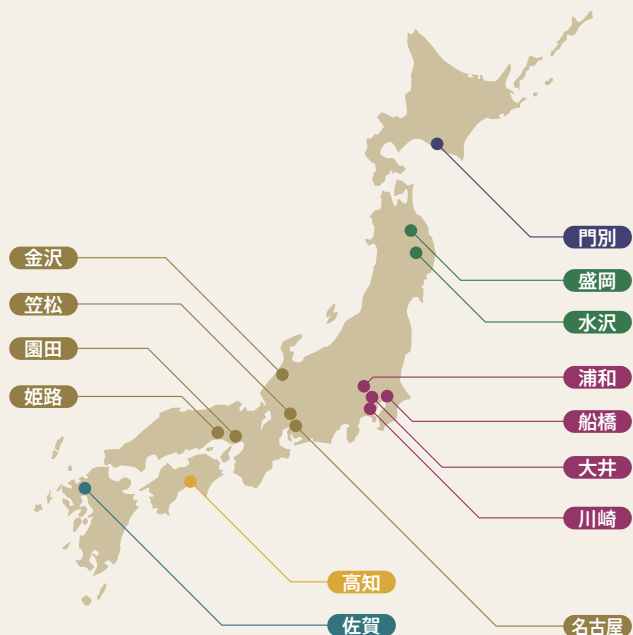 門別
盛岡
水沢
浦和
船橋
大井
川崎
名古屋
金沢
笠松
園田
姫路
高知
佐賀